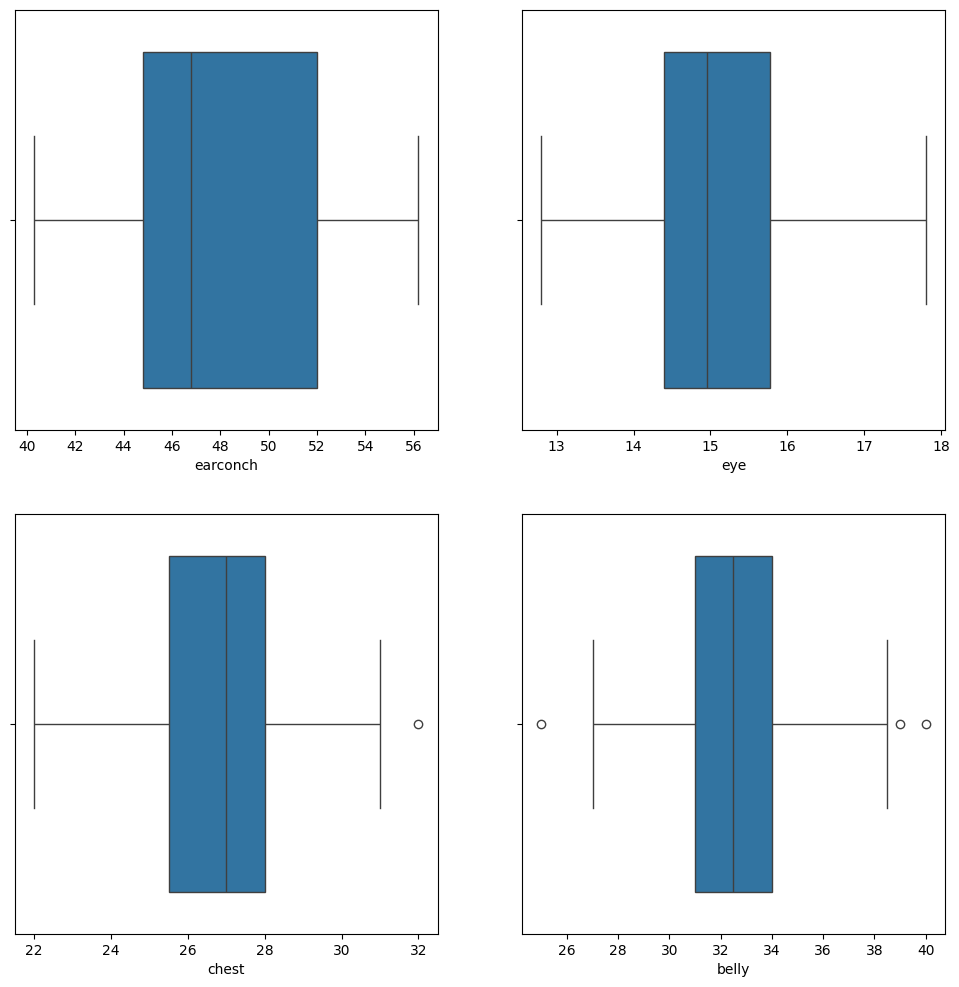 40 42 44 46 48 50 52 54 56
earconch
13 14 15 16 17 18
eye
22 24 26 28 30 32
chest
26 28 30 32 34 36 38 40
belly